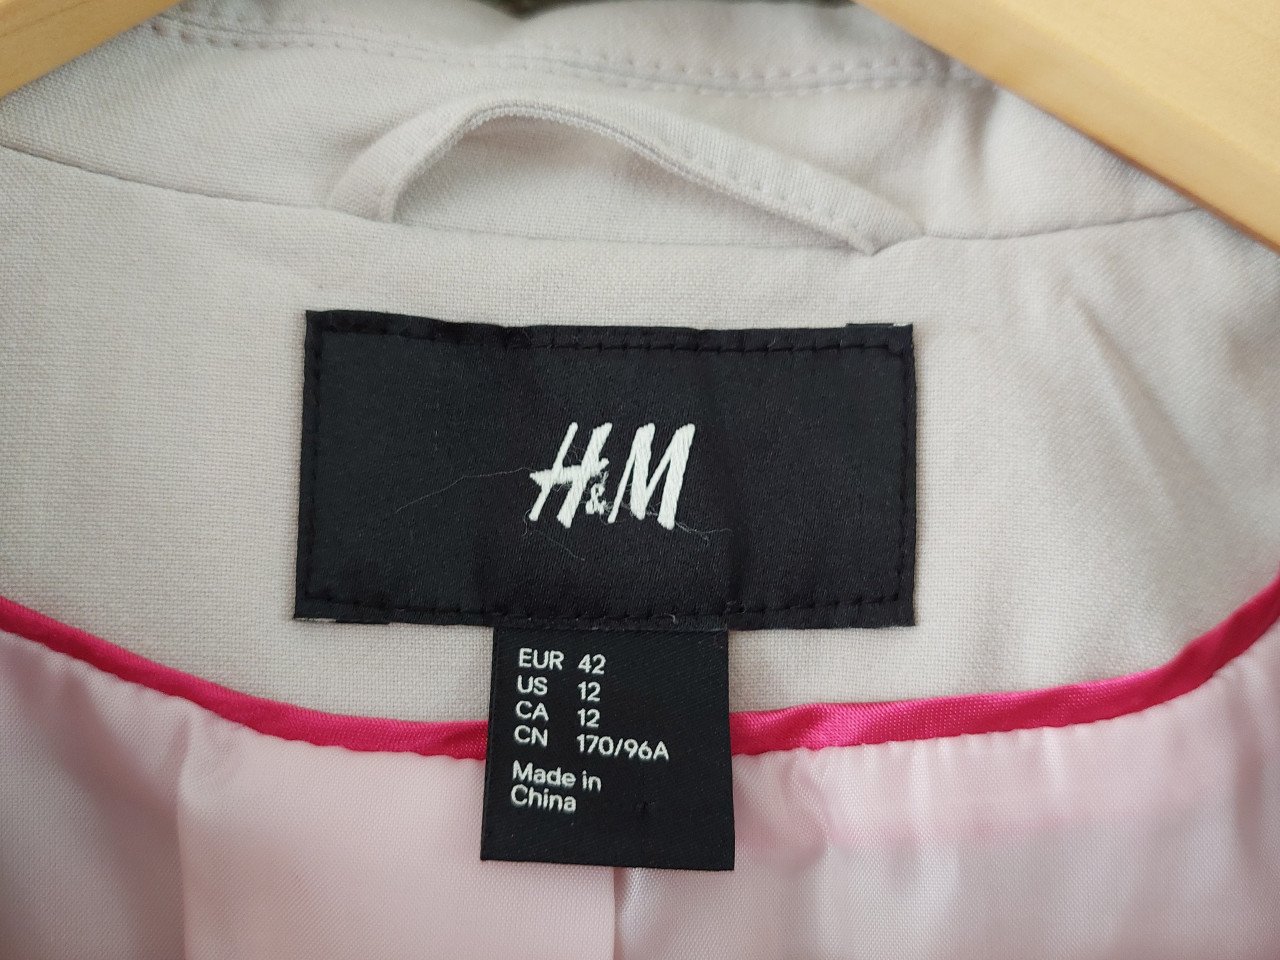 H&M
EUR 42
US 12
CA 12
CN 170/96A
Made in
China